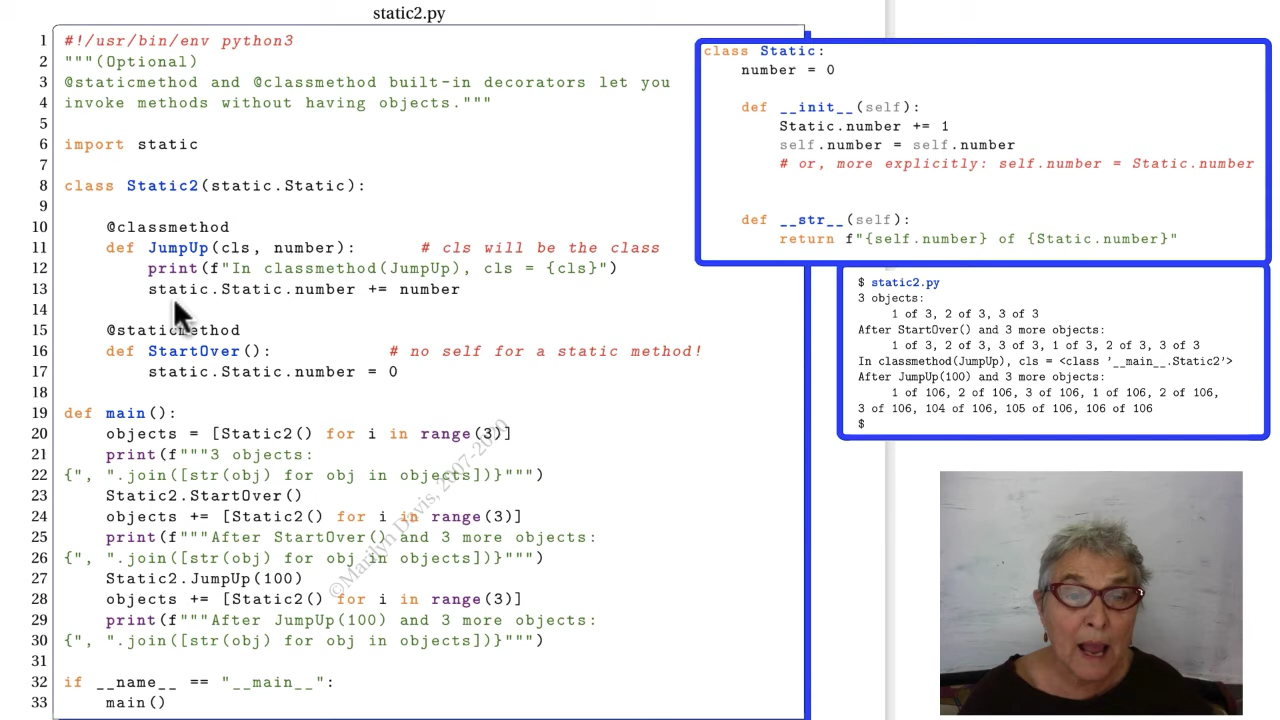 static2.py
1 #!/usr/bin/env python3
2 """(Optional)
3 @staticmethod and @classmethod built-in decorators let you
4 invoke methods without having objects."""
5
6 import static
7
8 class Static2(static.Static):
9
10     @classmethod
11     def JumpUp(cls, number):      # cls will be the class
12         print(f"In classmethod(JumpUp), cls = {cls}")
13         static.Static.number += number
14
15     @staticmethod
16     def StartOver():           # no self for a static method!
17         static.Static.number = 0
18
19 def main():
20     objects = [Static2() for i in range(3)]
21     print(f"""3 objects:
22 {", ".join([str(obj) for obj in objects])}""")
23     Static2.StartOver()
24     objects += [Static2() for i in range(3)]
25     print(f"""After StartOver() and 3 more objects:
26 {", ".join([str(obj) for obj in objects])}""")
27     Static2.JumpUp(100)
28     objects += [Static2() for i in range(3)]
29     print(f"""After JumpUp(100) and 3 more objects:
30 {", ".join([str(obj) for obj in objects])}""")
31
32 if __name__ == "__main__":
33     main()
©Marilyn Davis, 2007-2020
class Static:
    number = 0
    def __init__(self):
        Static.number += 1
        self.number = self.number
        # or, more explicitly: self.number = Static.number
    def __str__(self):
        return f"{self.number} of {Static.number}"
$ static2.py
3 objects:
    1 of 3, 2 of 3, 3 of 3
After StartOver() and 3 more objects:
    1 of 3, 2 of 3, 3 of 3, 1 of 3, 2 of 3, 3 of 3
In classmethod(JumpUp), cls = <class '__main__.Static2'>
After JumpUp(100) and 3 more objects:
    1 of 106, 2 of 106, 3 of 106, 1 of 106, 2 of 106,
3 of 106, 104 of 106, 105 of 106, 106 of 106
$